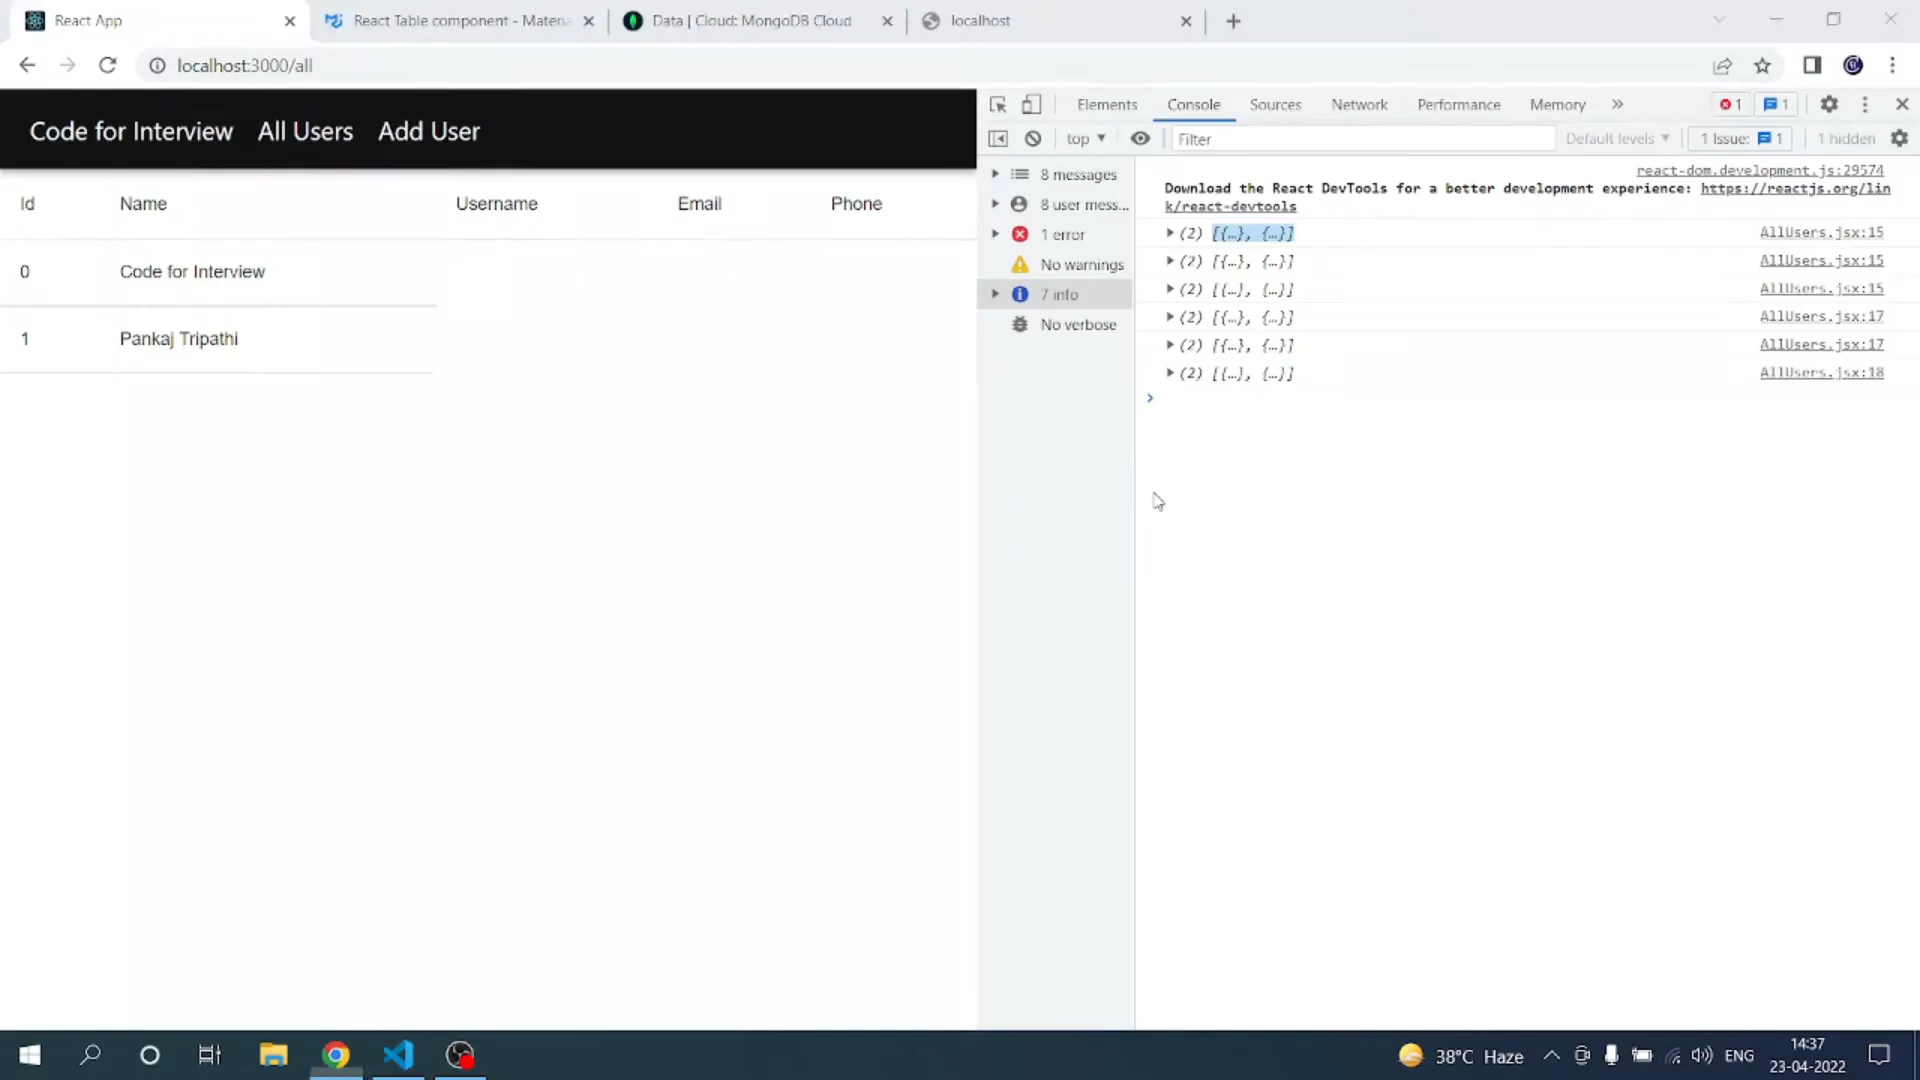 React App
React Table component - Materia
Data | Cloud: MongoDB Cloud
localhost
localhost:3000/all
Code for Interview All Users Add User
Id Name Username Email Phone
0 Code for Interview
1 Pankaj Tripathi
Elements Console Sources Network Performance Memory
1 1
top ▼ Filter Default levels ▼ 1 Issue: 1 1 hidden
8 messages
8 user mess...
1 error
No warnings
7 info
No verbose
react-dom.development.js:29574
Download the React DevTools for a better development experience: https://reactjs.org/lin
k/react-devtools
(2) [{…}, {…}] AllUsers.jsx:15
(2) [{…}, {…}] AllUsers.jsx:15
(2) [{…}, {…}] AllUsers.jsx:15
(2) [{…}, {…}] AllUsers.jsx:17
(2) [{…}, {…}] AllUsers.jsx:17
(2) [{…}, {…}] AllUsers.jsx:18
38°C Haze
ENG
14:37
23-04-2022